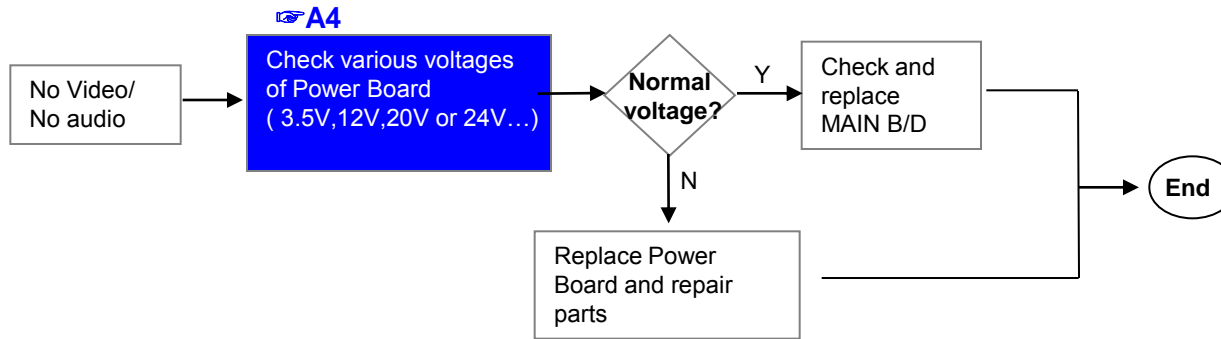 ☞A4
No Video/
No audio
Check various voltages
of Power Board
( 3.5V,12V,20V or 24V…)
Normal
voltage?
Y
Check and
replace
MAIN B/D
N
Replace Power
Board and repair
parts
End